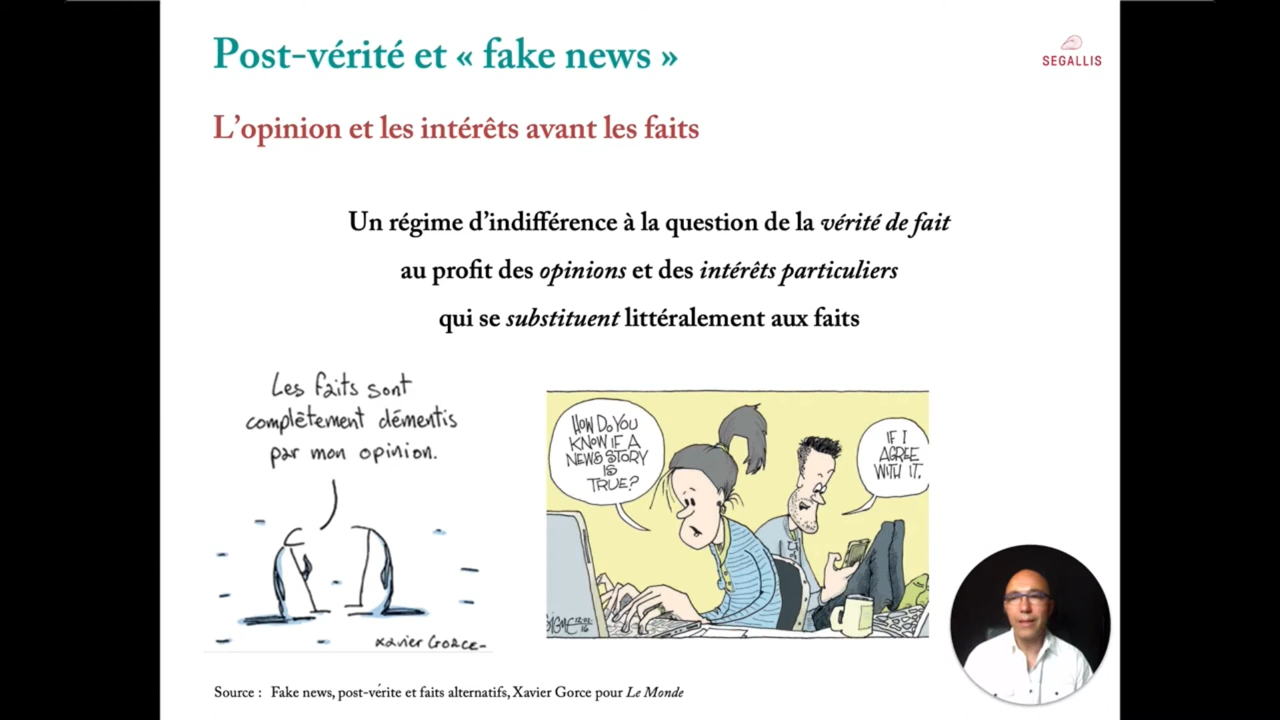 Post-vérité et « fake news »
SEGALLIS
L'opinion et les intérêts avant les faits
Un régime d'indifférence à la question de la vérité de fait
au profit des opinions et des intérêts particuliers
qui se substituent littéralement aux faits
Les faits sont
complètement démentis
par mon opinion.
Xavier GORCE-
HOW DO YOU
KNOW IF A
NEWS STORY
IS
TRUE?
IF I
AGREE
WITH IT.
Source : Fake news, post-vérite et faits alternatifs, Xavier Gorce pour Le Monde